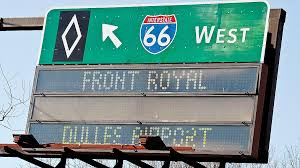 INTERSTATE
66 WEST
FRONT ROYAL
DULLES AIRPORT